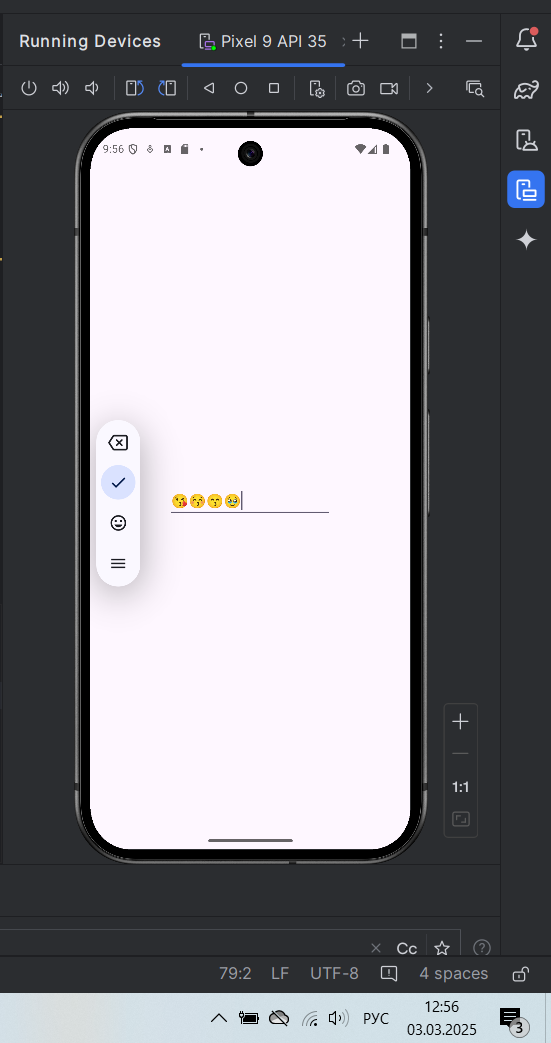 Running Devices
Pixel 9 API 35
9:56
😘😚😙🥹
1:1
Cc
79:2 LF UTF-8 4 spaces
РУС
12:56
03.03.2025
3